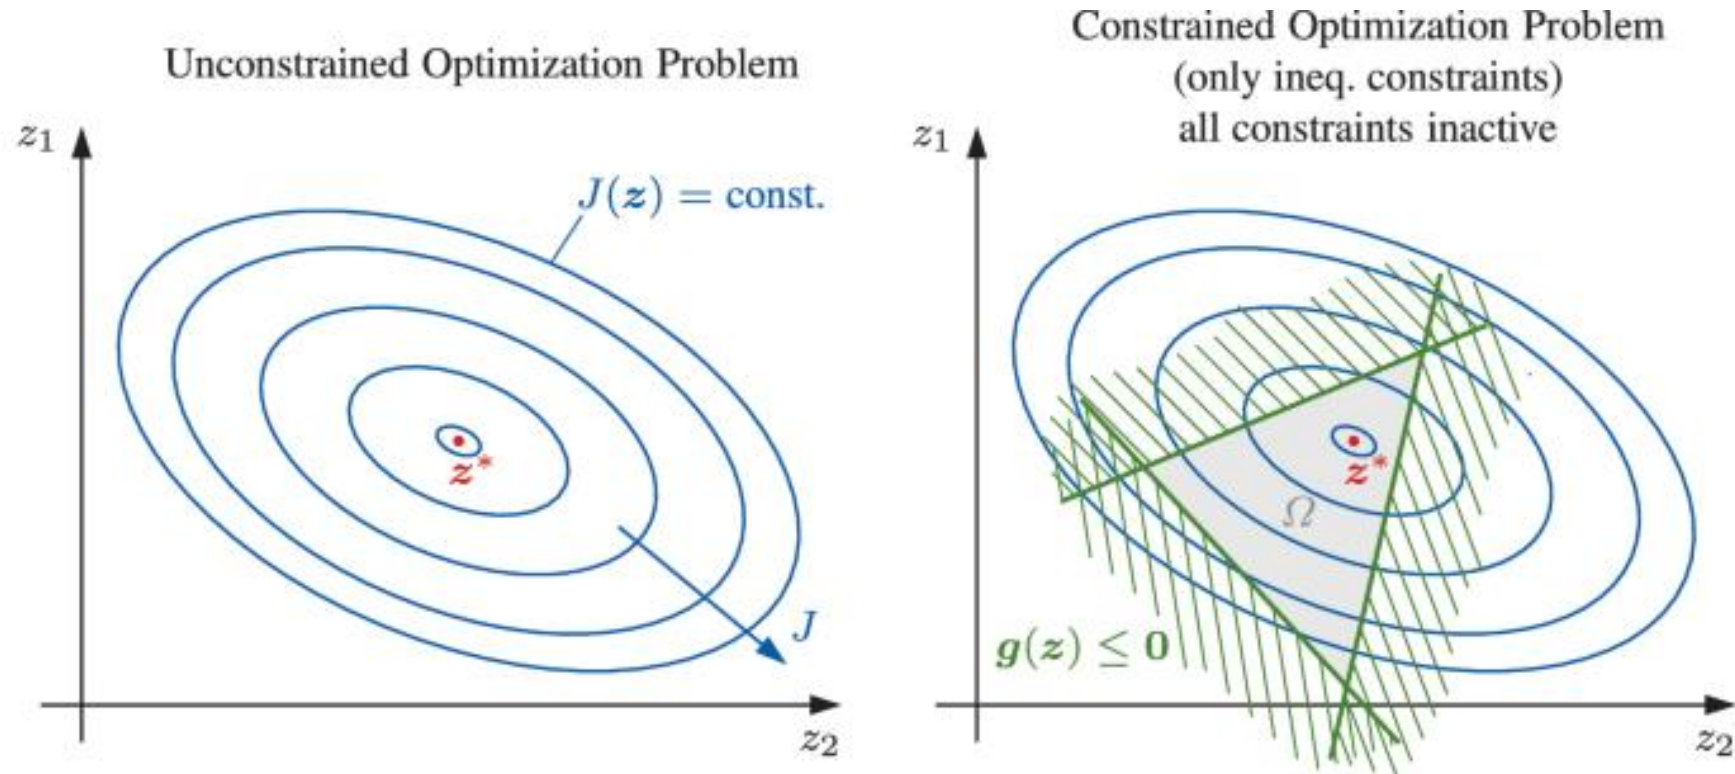 Unconstrained Optimization Problem
z₁
J(z) = const.
z*
J
z₂
Constrained Optimization Problem
(only ineq. constraints)
all constraints inactive
z₁
z*
Ω
g(z) ≤ 0
z₂